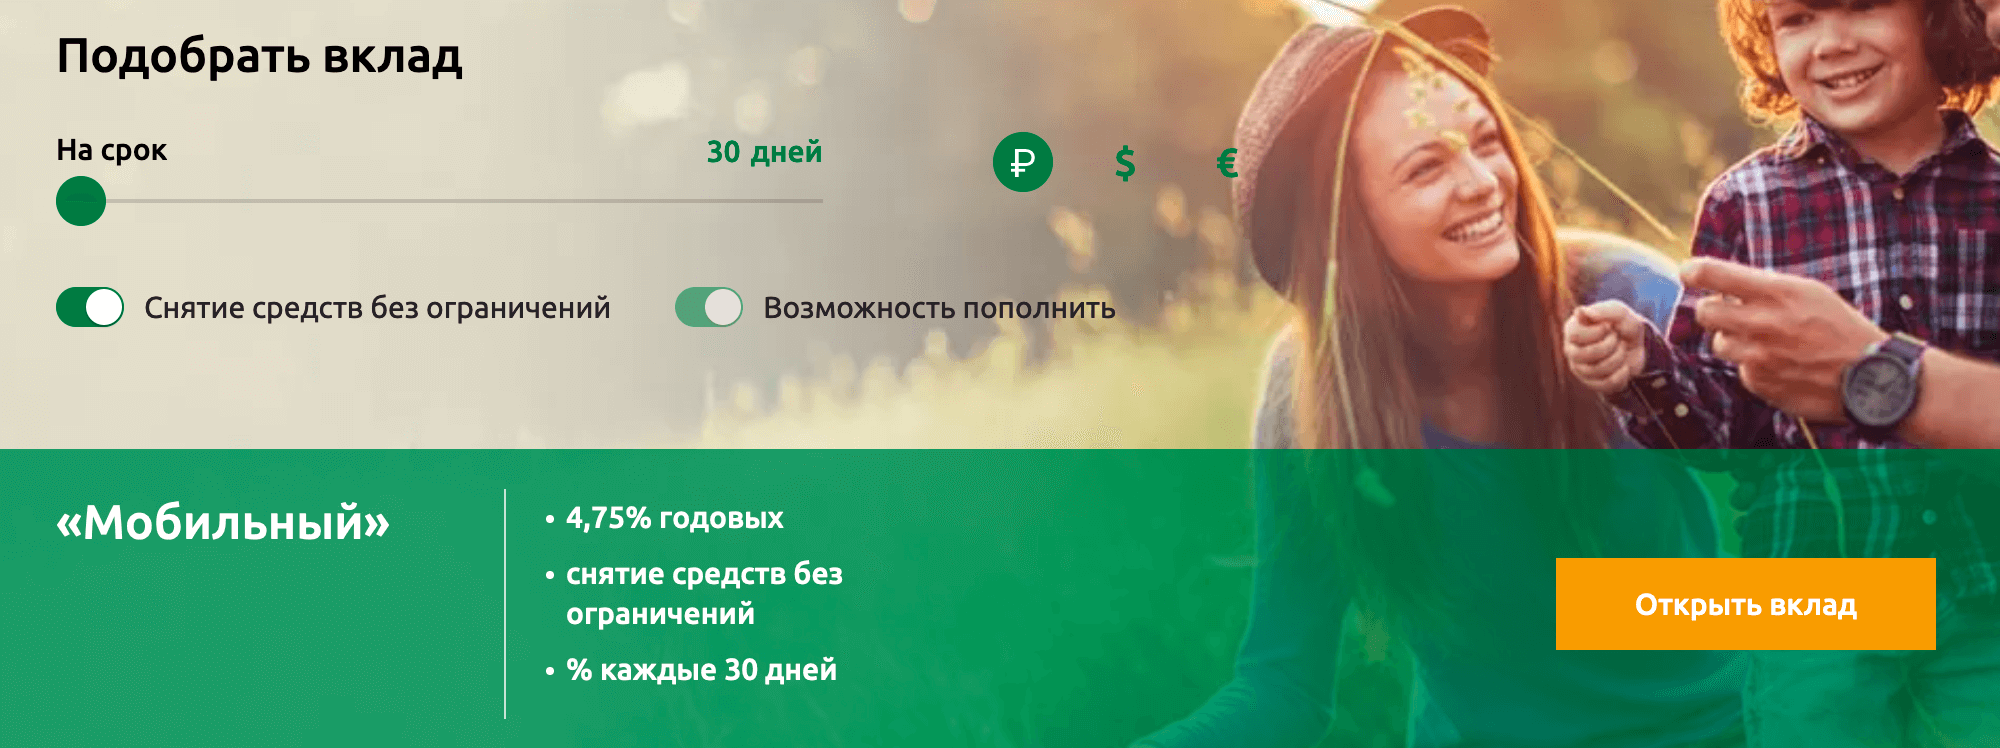 Подобрать вклад
На срок
30 дней
₽ $ €
Снятие средств без ограничений
Возможность пополнить
«Мобильный»
• 4,75% годовых
• снятие средств без
ограничений
• % каждые 30 дней
Открыть вклад